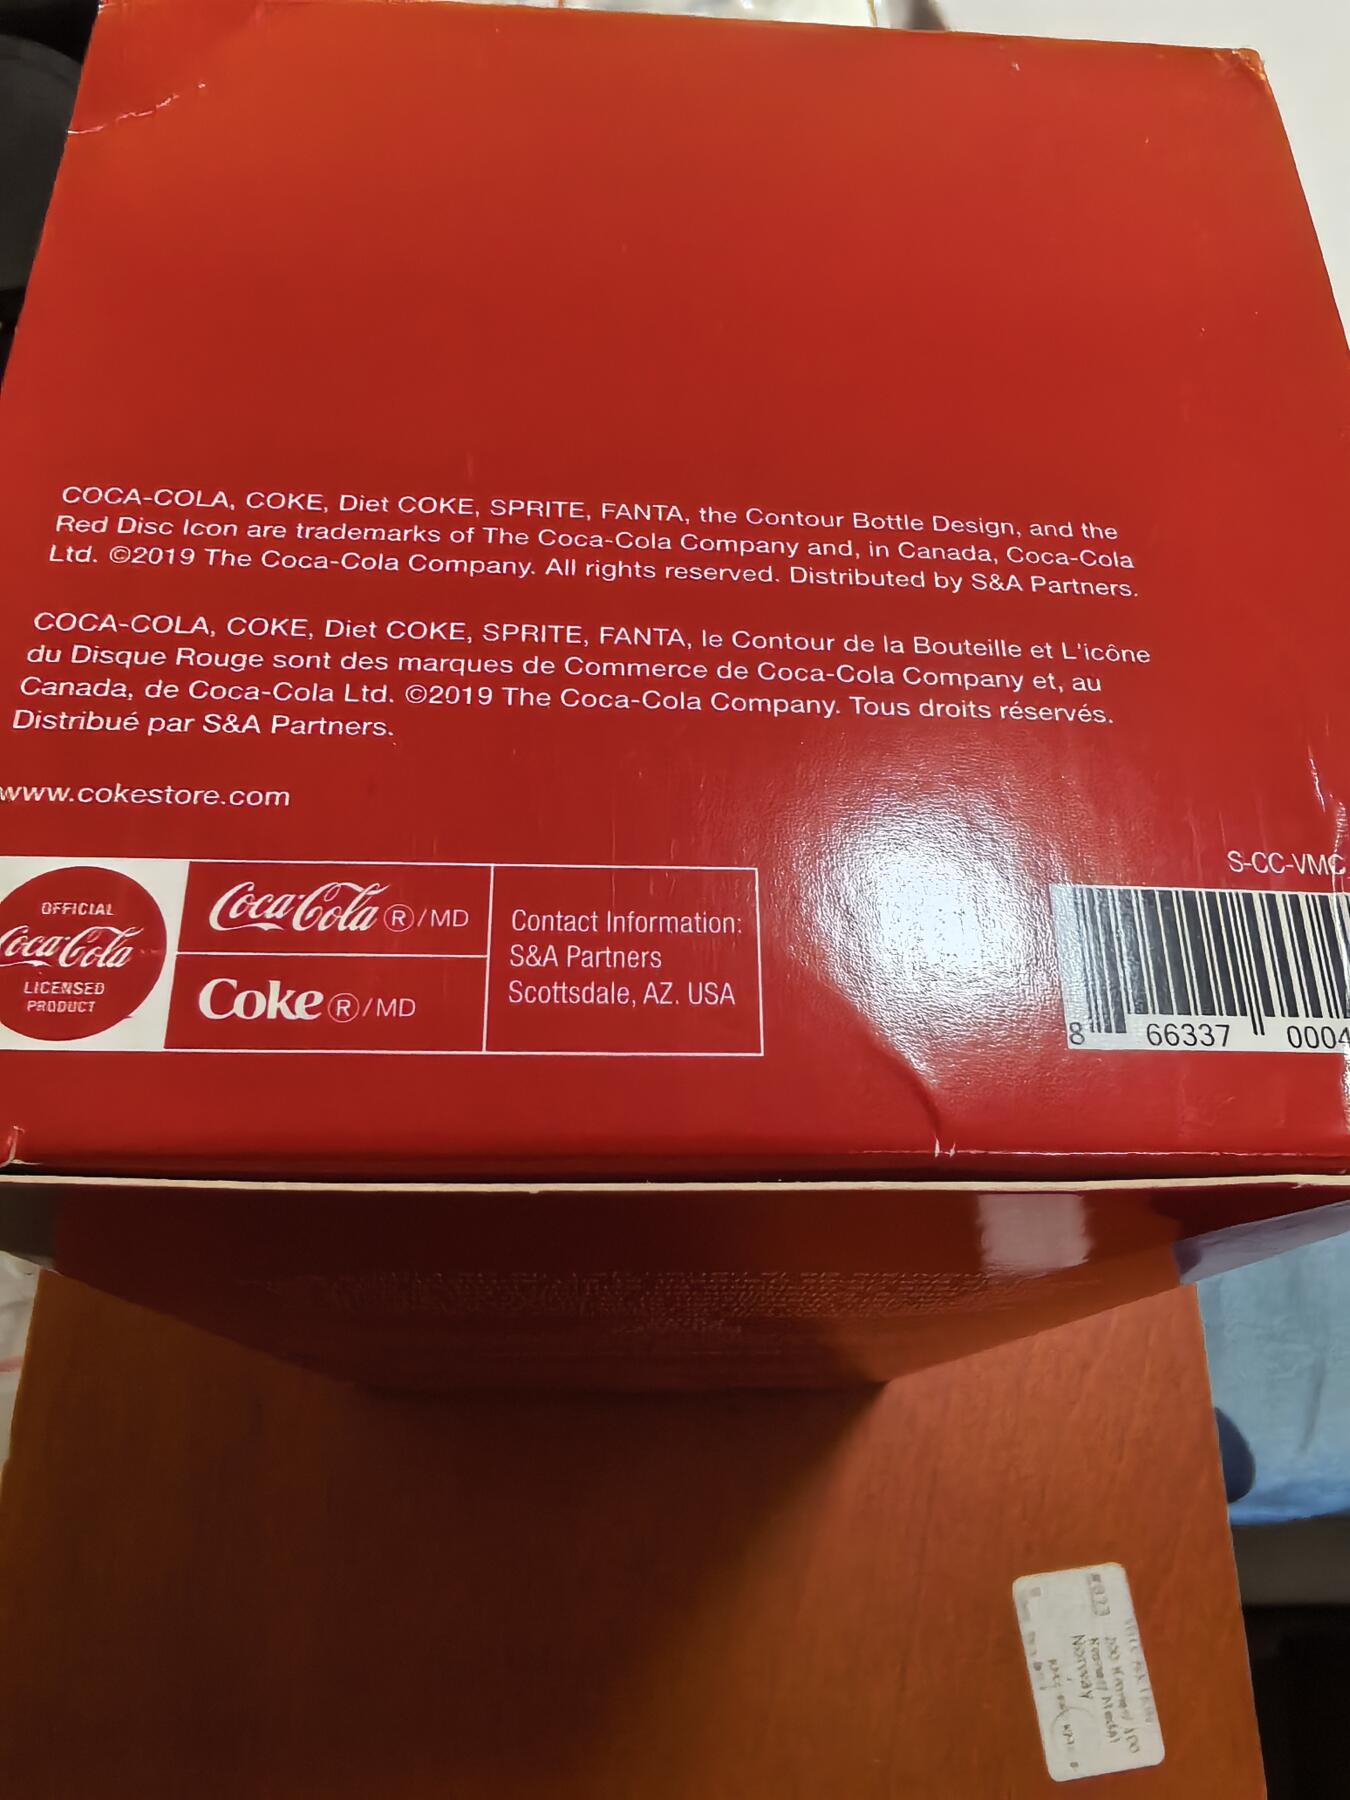 COCA-COLA, COKE, Diet COKE, SPRITE, FANTA, the Contour Bottle Design, and the
Red Disc Icon are trademarks of The Coca-Cola Company and, in Canada, Coca-Cola
Ltd. ©2019 The Coca-Cola Company. All rights reserved. Distributed by S&A Partners.
COCA-COLA, COKE, Diet COKE, SPRITE, FANTA, le Contour de la Bouteille et L'icône
du Disque Rouge sont des marques de Commerce de Coca-Cola Company et, au
Canada, de Coca-Cola Ltd. ©2019 The Coca-Cola Company. Tous droits réservés.
Distribué par S&A Partners.
www.cokestore.com
OFFICIAL
Coca-Cola
LICENSED
PRODUCT
Coca-Cola ®/MD
Coke ®/MD
Contact Information:
S&A Partners
Scottsdale, AZ. USA
S-CC-VMC
8 66337 0004
Norway